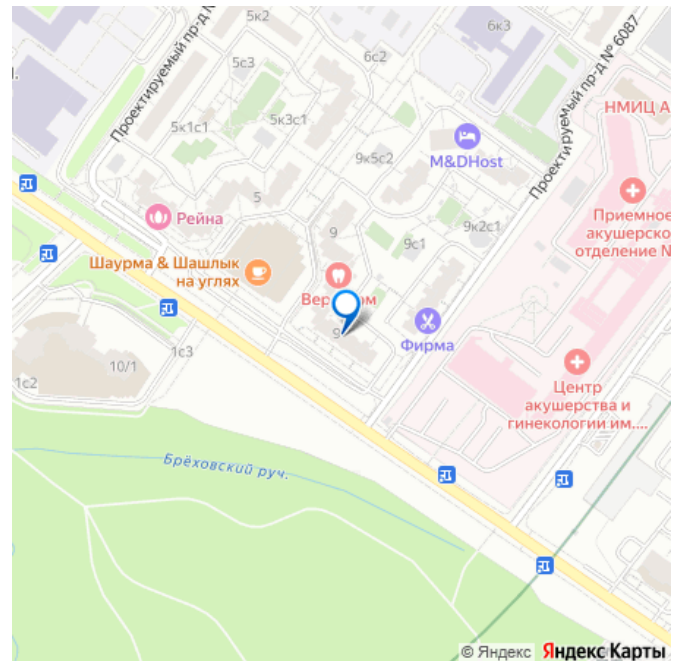 5к2
6к3
Проектируемый пр-д №
6с2
Проектируемый пр-д № 6087
5с3
НМИЦ А
5к1с1
5к3с1
M&DHost
9к5с2
5
Рейна
9
9к2с1
9с1
Приемное
акушерско
отделение N
Шаурма & Шашлык
на углях
Вер
ом
Фирма
9
1с3
10/1
1с2
Центр
акушерства и
гинекологии им....
Брёховский руч.
© Яндекс Яндекс Карты